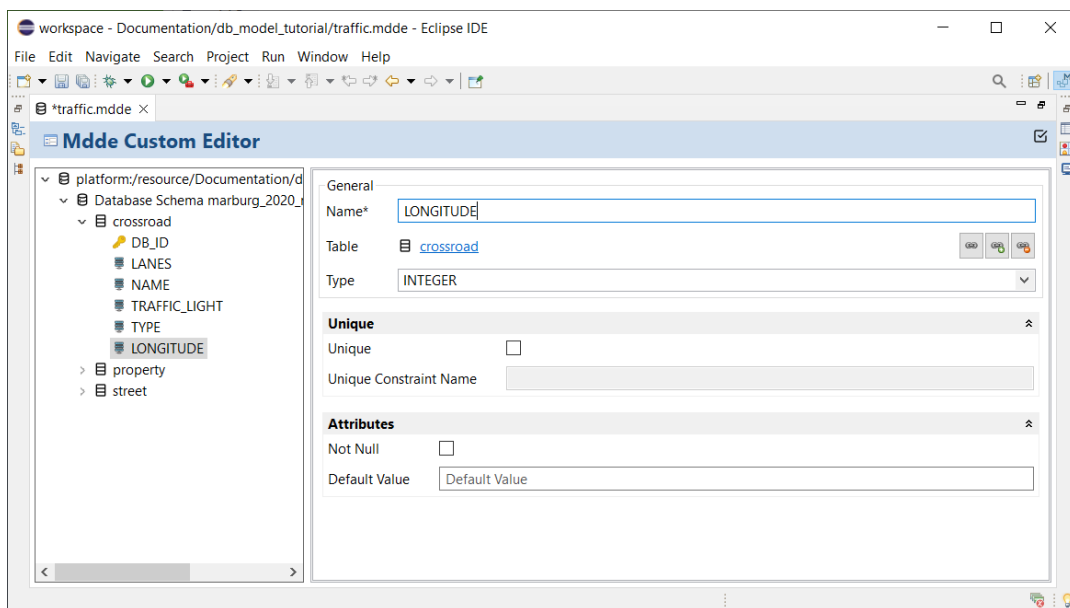 workspace - Documentation/db_model_tutorial/traffic.mdde - Eclipse IDE
File Edit Navigate Search Project Run Window Help
*traffic.mdde
Mdde Custom Editor
platform:/resource/Documentation/d
Database Schema marburg_2020_
crossroad
DB_ID
LANES
NAME
TRAFFIC_LIGHT
TYPE
LONGITUDE
property
street
General
Name* LONGITUDE
Table crossroad
Type INTEGER
Unique
Unique
Unique Constraint Name
Attributes
Not Null
Default Value Default Value